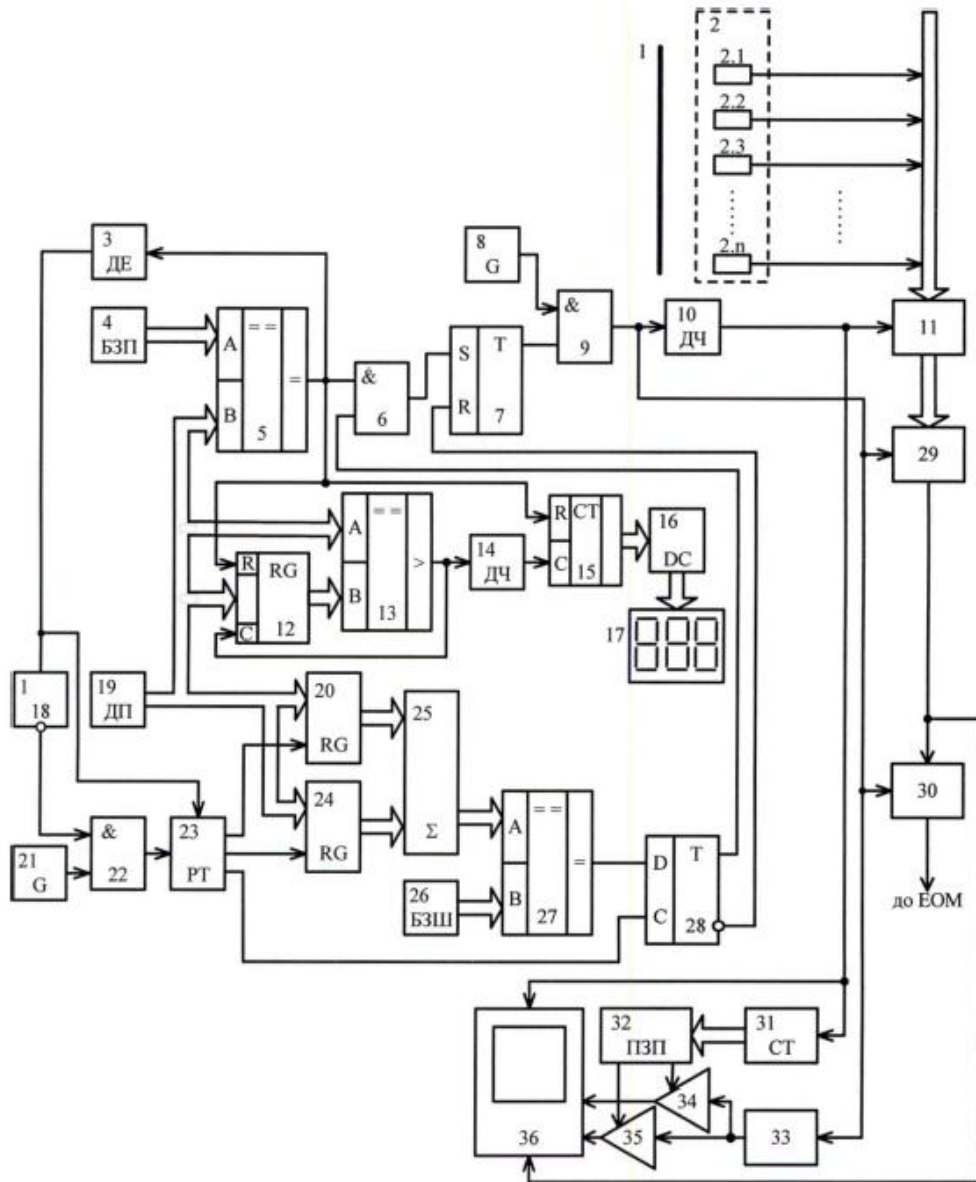 1
2
2.1
2.2
2.3
2.n
3
ДЕ
8
G
4
БЗП
A
B
= =
=
5
&
6
S
R
T
7
&
9
10
ДЧ
11
29
R
C
RG
12
A
B
= =
>
13
14
ДЧ
R
C
CT
15
16
DC
17
1
18
19
ДП
20
RG
25
Σ
24
RG
21
G
&
22
23
РТ
26
БЗШ
A
B
= =
=
27
D
C
T
28
30
до ЕОМ
32
ПЗП
31
СТ
34
35
33
36